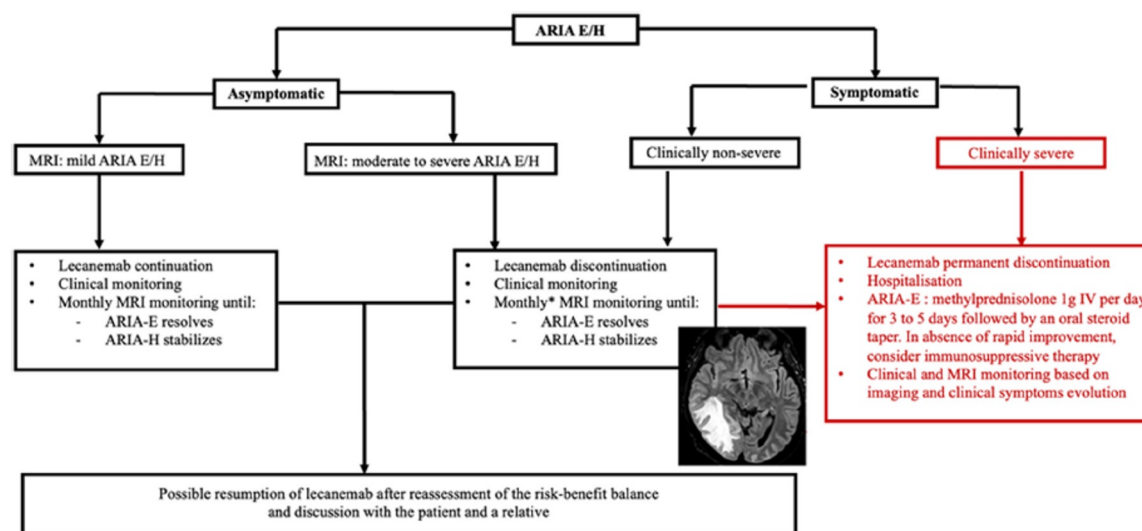 ARIA E/H
Asymptomatic
Symptomatic
MRI: mild ARIA E/H
MRI: moderate to severe ARIA E/H
Clinically non-severe
Clinically severe
• Lecanemab continuation
• Clinical monitoring
• Monthly MRI monitoring until:
- ARIA-E resolves
- ARIA-H stabilizes
• Lecanemab discontinuation
• Clinical monitoring
• Monthly* MRI monitoring until:
- ARIA-E resolves
- ARIA-H stabilizes
• Lecanemab permanent discontinuation
• Hospitalisation
• ARIA-E : methylprednisolone 1g IV per day
for 3 to 5 days followed by an oral steroid
taper. In absence of rapid improvement,
consider immunosuppressive therapy
• Clinical and MRI monitoring based on
imaging and clinical symptoms evolution
Possible resumption of lecanemab after reassessment of the risk-benefit balance
and discussion with the patient and a relative